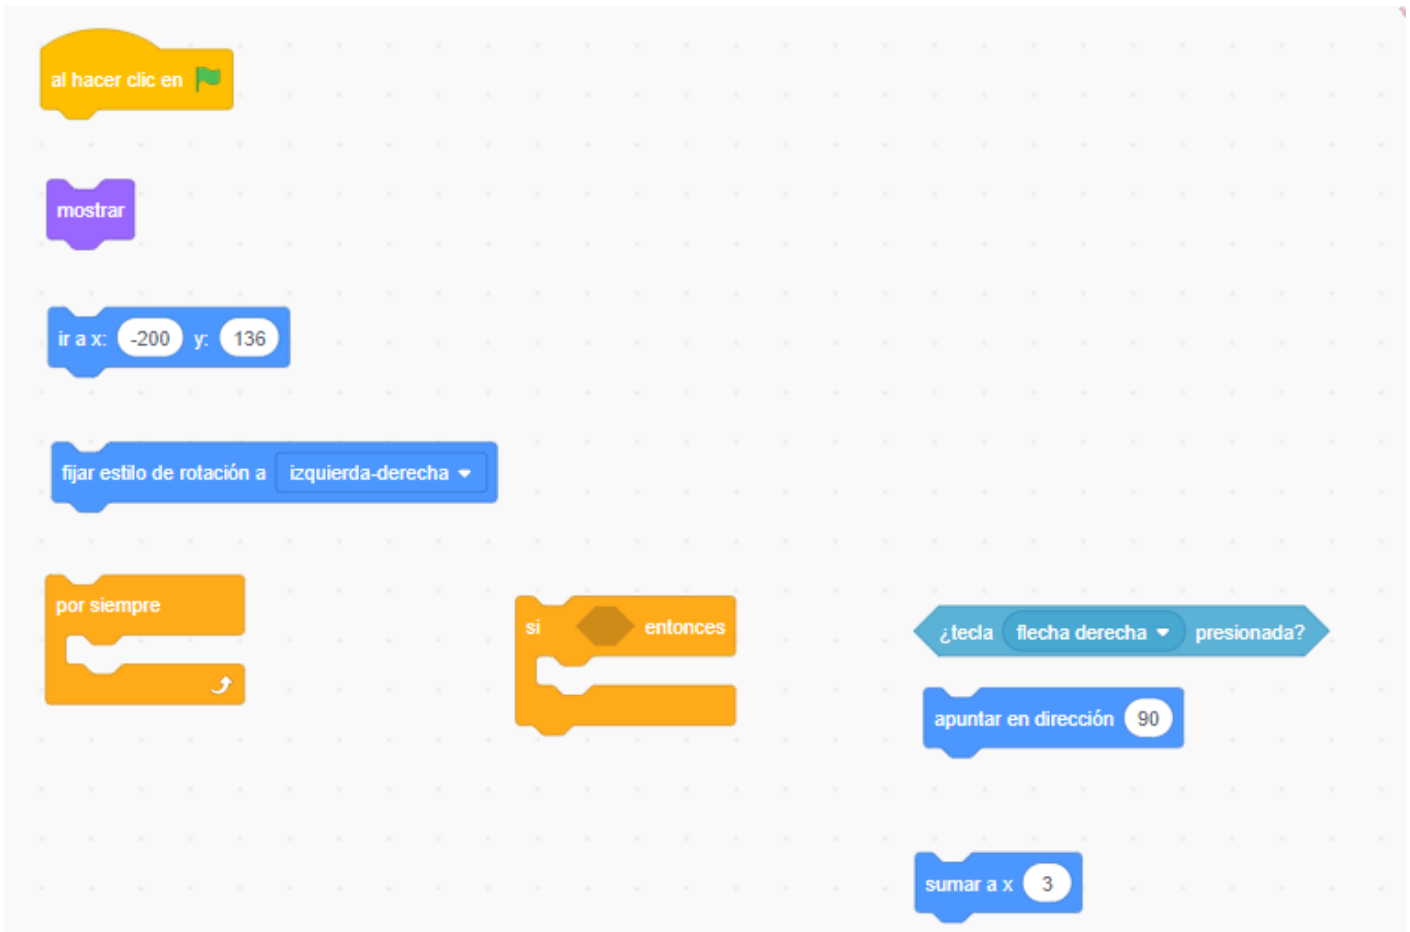 al hacer clic en
mostrar
ir a x: -200 y: 136
fijar estilo de rotación a izquierda-derecha
por siempre
si entonces
¿tecla flecha derecha presionada?
apuntar en dirección 90
sumar a x 3